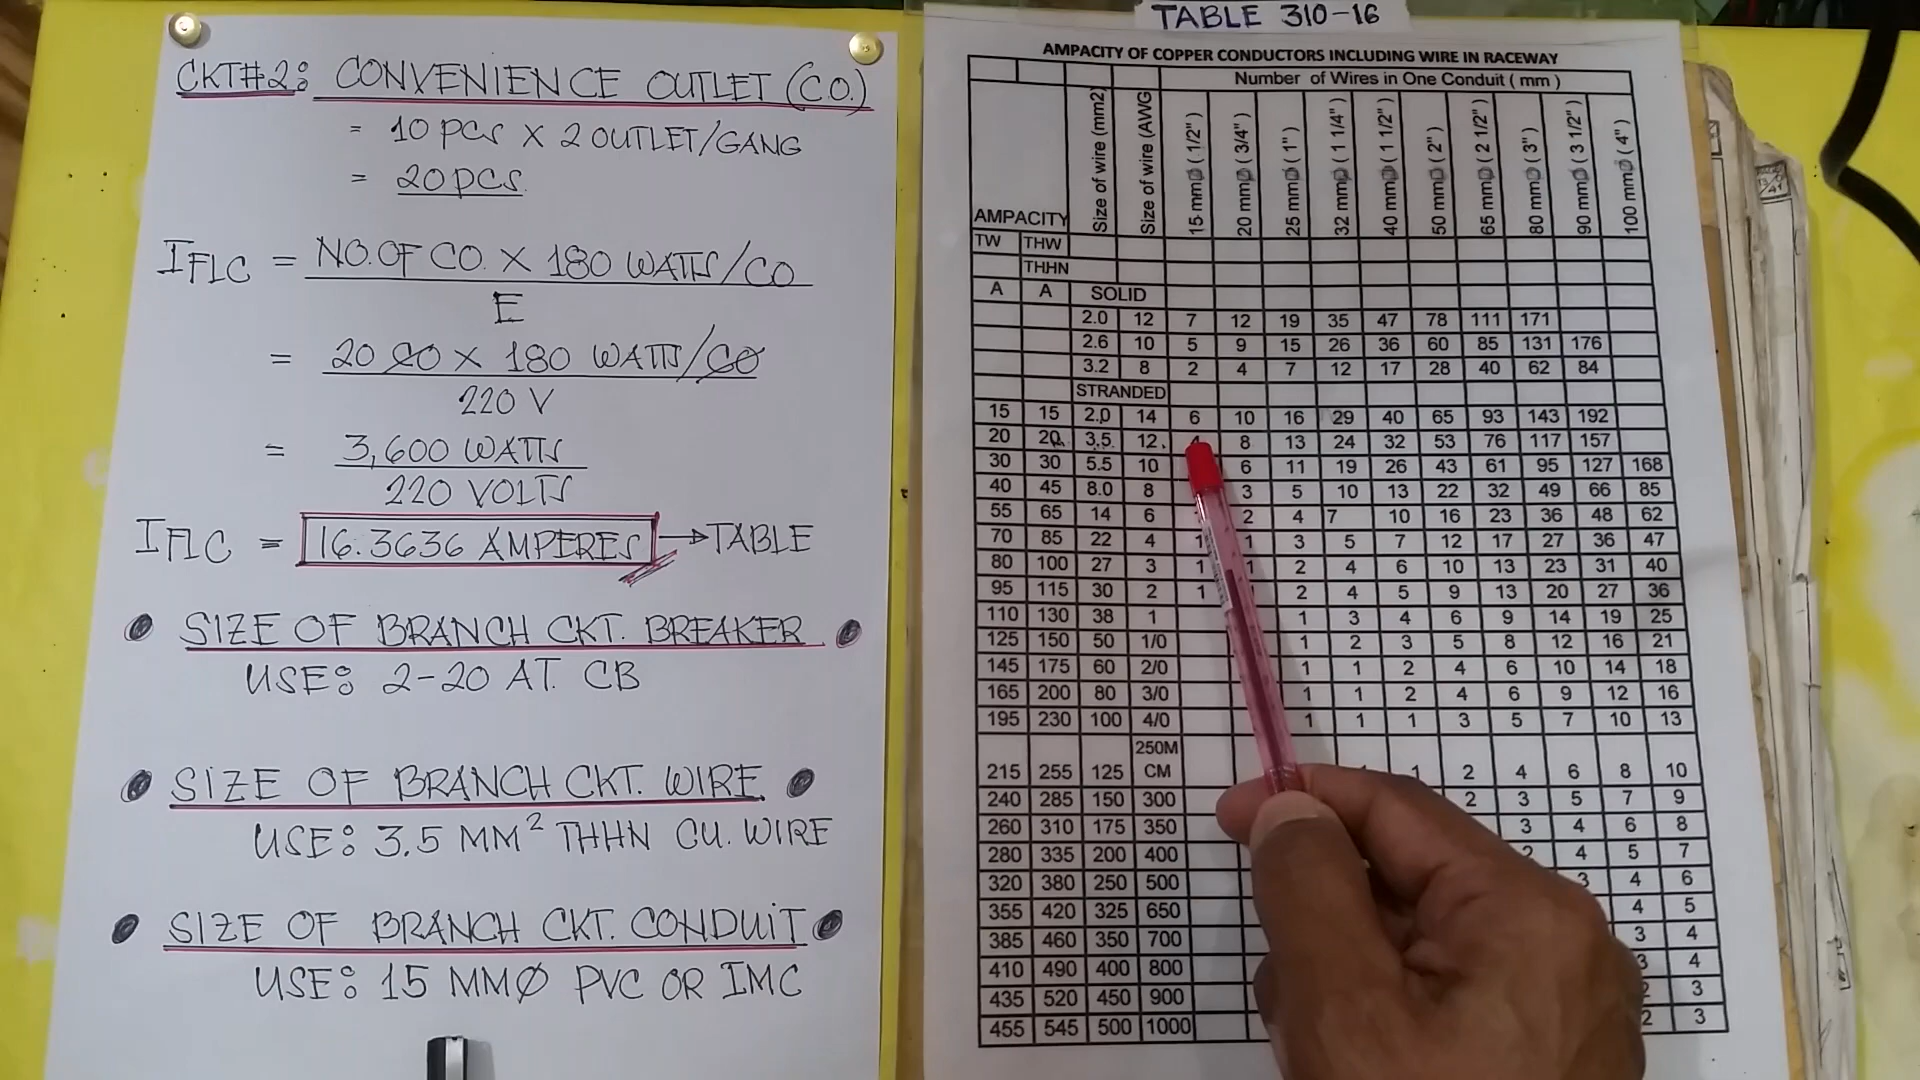 CKT#2: CONVENIENCE OUTLET (C.O.)
= 10 PCS X 2 OUTLET/GANG
= 20 PCS.
IFLC = NO. OF CO. X 180 WATTS/CO
E
= 20 CO X 180 WATTS/CO
220 V
= 3,600 WATTS
220 VOLTS
IFLC = 16.3636 AMPERES → TABLE
SIZE OF BRANCH CKT. BREAKER
USE: 2-20 AT. CB
SIZE OF BRANCH CKT. WIRE
USE: 3.5 MM² THHN CU. WIRE
SIZE OF BRANCH CKT. CONDUIT
USE: 15 MMØ PVC OR IMC
TABLE 310-16
AMPACITY OF COPPER CONDUCTORS INCLUDING WIRE IN RACEWAY
Number of Wires in One Conduit ( mm )
AMPACITY Size of wire (mm2) Size of wire (AWG 15 mmØ ( 1/2" ) 20 mmØ ( 3/4" ) 25 mmØ ( 1" ) 32 mmØ ( 1 1/4" ) 40 mmØ ( 1 1/2" ) 50 mmØ ( 2" ) 65 mmØ ( 2 1/2" ) 80 mmØ ( 3" ) 90 mmØ ( 3 1/2" ) 100 mmØ ( 4" )
TW THW
THHN
A A SOLID
2.0 12 7 12 19 35 47 78 111 171
2.6 10 5 9 15 26 36 60 85 131 176
3.2 8 2 4 7 12 17 28 40 62 84
STRANDED
15 15 2.0 14 6 10 16 29 40 65 93 143 192
20 20 3.5 12 8 13 24 32 53 76 117 157
30 30 5.5 10 6 11 19 26 43 61 95 127 168
40 45 8.0 8 3 5 10 13 22 32 49 66 85
55 65 14 6 2 4 7 10 16 23 36 48 62
70 85 22 4 1 1 3 5 7 12 17 27 36 47
80 100 27 3 1 1 2 4 6 10 13 23 31 40
95 115 30 2 1 2 4 5 9 13 20 27 36
110 130 38 1 1 3 4 6 9 14 19 25
125 150 50 1/0 1 2 3 5 8 12 16 21
145 175 60 2/0 1 1 2 4 6 10 14 18
165 200 80 3/0 1 1 2 4 6 9 12 16
195 230 100 4/0 1 1 1 3 5 7 10 13
215 255 125 250M CM 1 2 4 6 8 10
240 285 150 300 2 3 5 7 9
260 310 175 350 3 4 6 8
280 335 200 400 4 5 7
320 380 250 500 3 4 6
355 420 325 650 4 5
385 460 350 700 3 4
410 490 400 800 3 4
435 520 450 900 3
455 545 500 1000 2 3